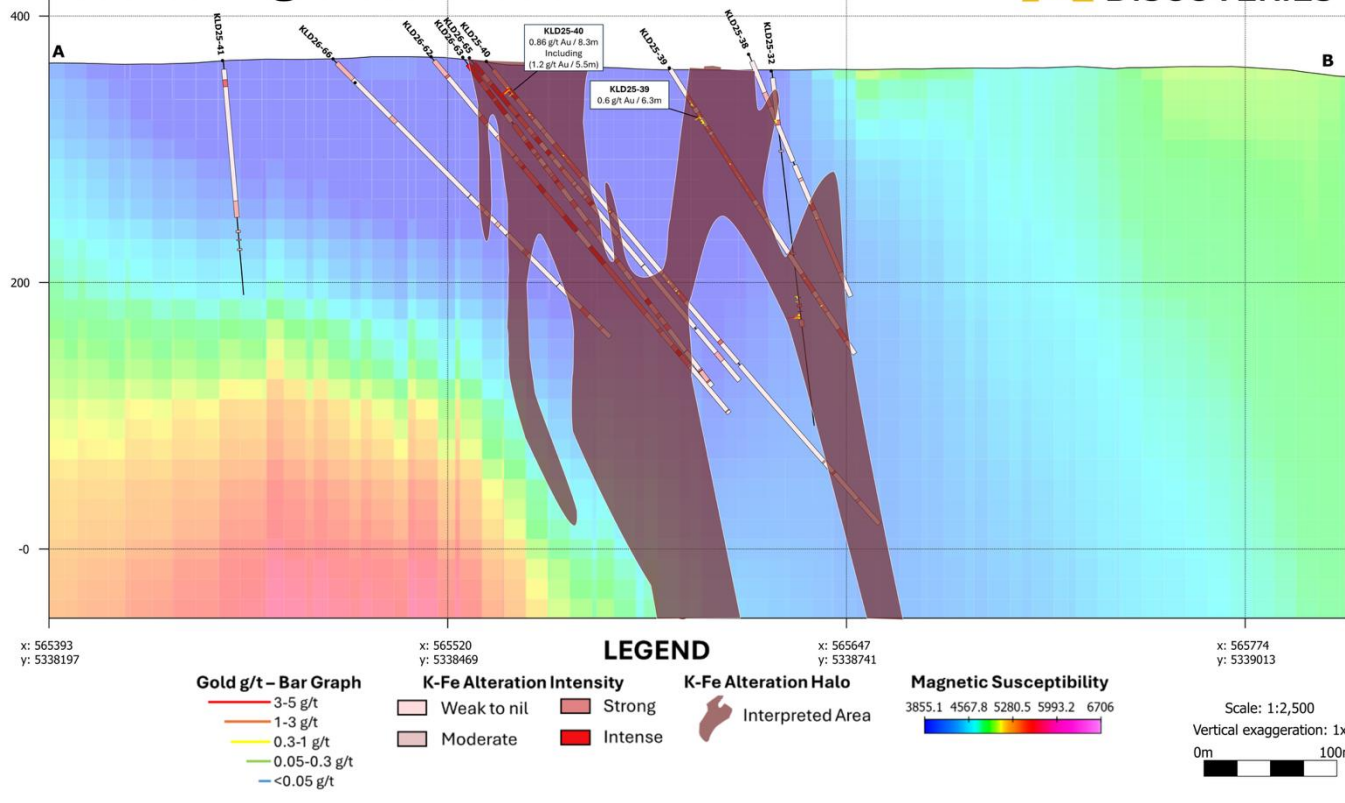 DISCOVERIES
400
200
-0
A
B
KLD25-41
KLD26-66
KLD26-62
KLD26-63
KLD26-65
KLD25-40
KLD25-39
KLD25-38
KLD25-32
KLD25-40
0.86 g/t Au / 8.3m
Including
(1.2 g/t Au / 5.5m)
KLD25-39
0.6 g/t Au / 6.3m
x: 565393
y: 5338197
x: 565520
y: 5338469
x: 565647
y: 5338741
x: 565774
y: 5339013
LEGEND
Gold g/t – Bar Graph
3-5 g/t
1-3 g/t
0.3-1 g/t
0.05-0.3 g/t
<0.05 g/t
K-Fe Alteration Intensity
Weak to nil
Moderate
Strong
Intense
K-Fe Alteration Halo
Interpreted Area
Magnetic Susceptibility
3855.1 4567.8 5280.5 5993.2 6706
Scale: 1:2,500
Vertical exaggeration: 1x
0m 100m